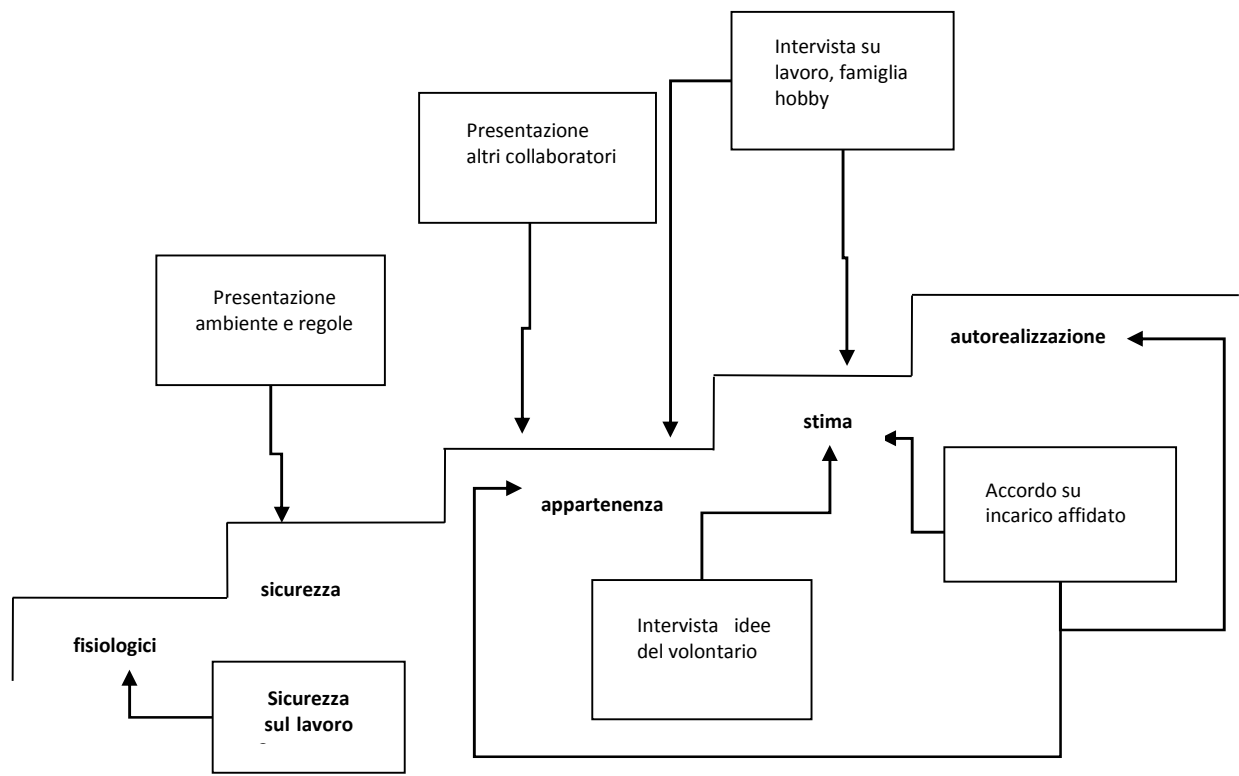 Intervista su
lavoro, famiglia
hobby
Presentazione
altri collaboratori
Presentazione
ambiente e regole
autorealizzazione
stima
Accordo su
incarico affidato
appartenenza
sicurezza
Intervista idee
del volontario
fisiologici
Sicurezza
sul lavoro